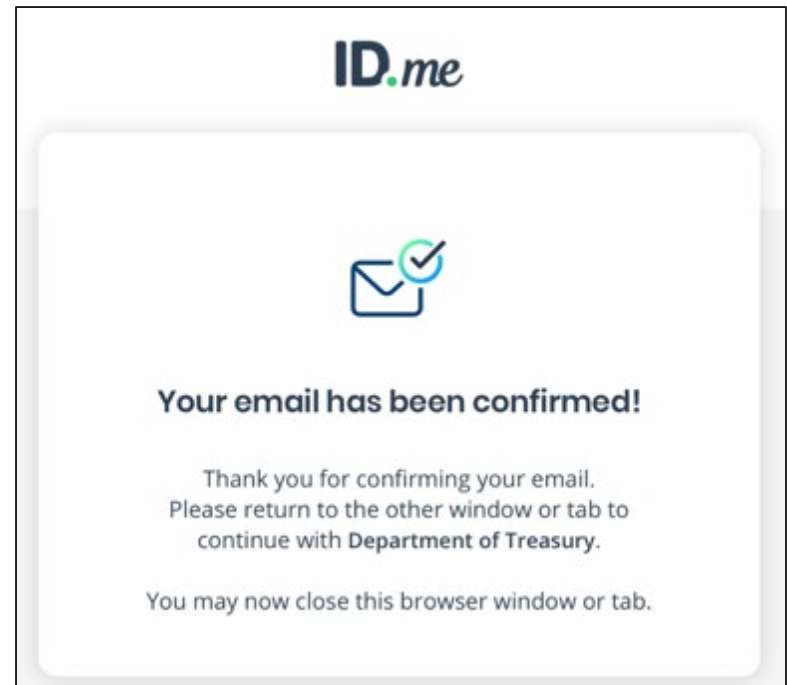 ID.me
Your email has been confirmed!
Thank you for confirming your email.
Please return to the other window or tab to
continue with Department of Treasury.
You may now close this browser window or tab.